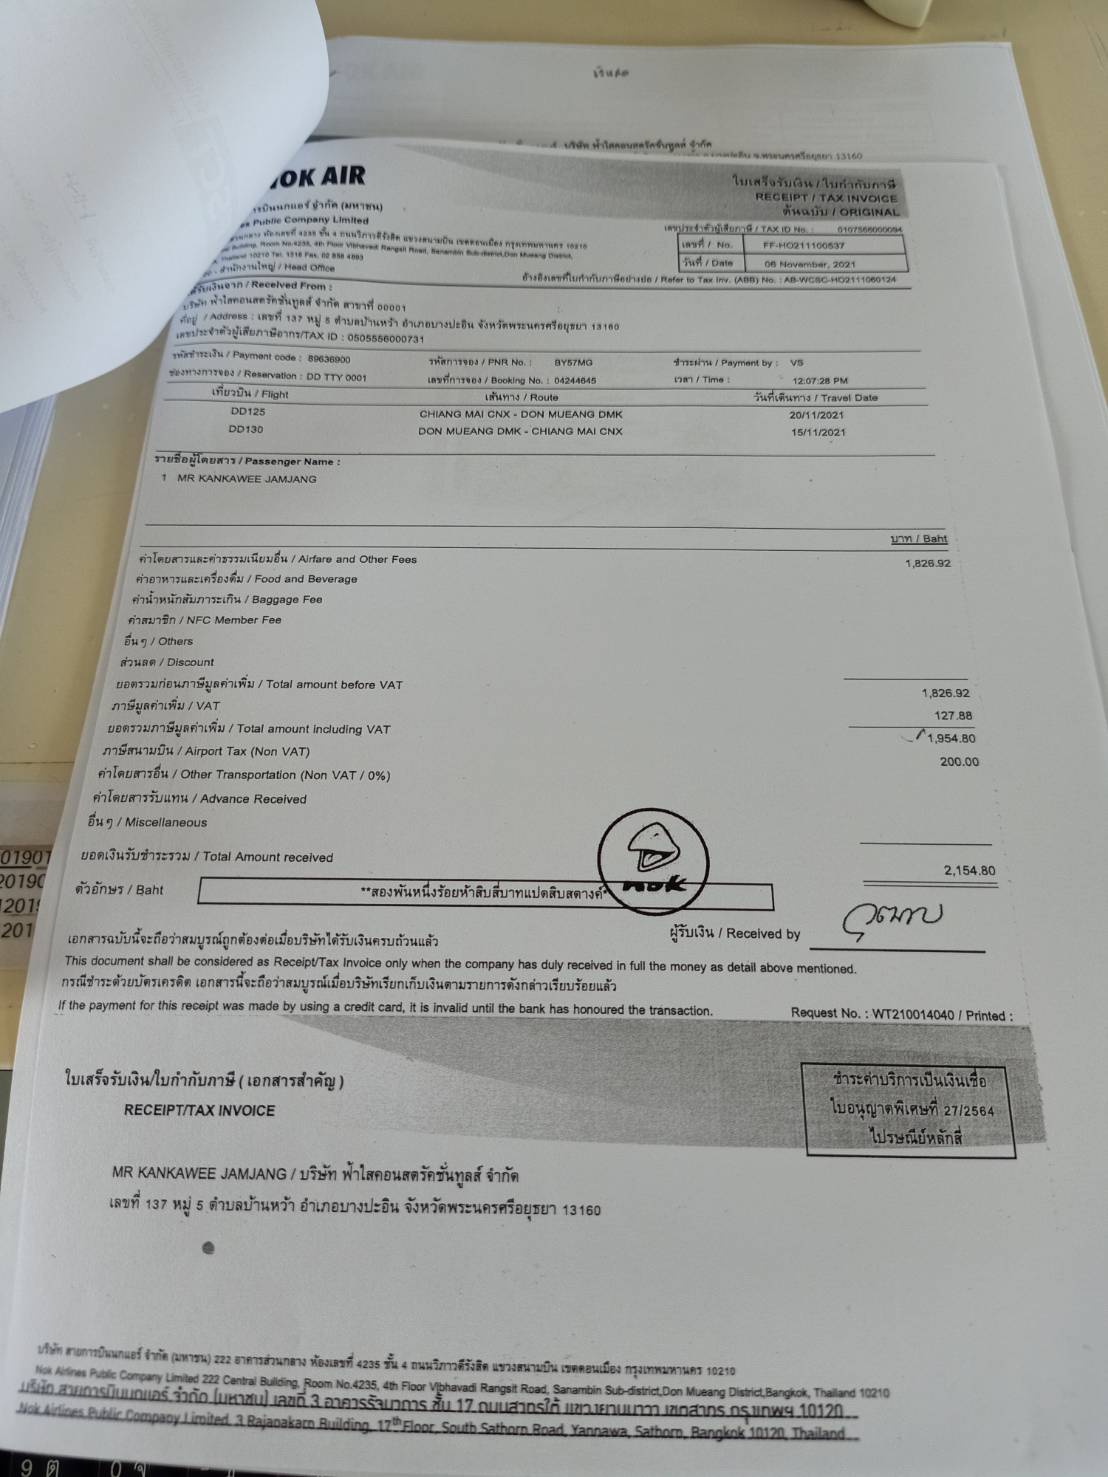 เงินสด
บริษัท ฟ้าใสคอนสตรัคชั่นทูลส์ จำกัด
จ.พระนครศรีอยุธยา 13160
NOK AIR
ใบเสร็จรับเงิน / ใบกำกับภาษี
RECEIPT / TAX INVOICE
ต้นฉบับ / ORIGINAL
การบินนกแอร์ จำกัด (มหาชน)
Public Company Limited
เลขประจำตัวผู้เสียภาษี / TAX ID No. : 0107556000094
ห้องเลขที่ 4235 ชั้น 4 ถนนวิภาวดีรังสิต แขวงสนามบิน เขตดอนเมือง กรุงเทพมหานคร 10210
Building, Room No.4235, 4th Floor Vibhavadi Rangsit Road, Sanambin Sub-district,Don Mueang District,
10210 Tel. 1318 Fax.
เลขที่ / No. FF-HO211100537
วันที่ / Date 06 November, 2021
สำนักงานใหญ่ / Head Office
อ้างอิงเลขที่ใบกำกับภาษีอย่างย่อ / Refer to Tax Inv. (ABB) No. : AB-WCSC-HO2111060124
ได้รับเงินจาก / Received From :
บริษัท ฟ้าใสคอนสตรัคชั่นทูลส์ จำกัด สาขาที่ 00001
ที่อยู่ / Address : เลขที่ 137 หมู่ 5 ตำบลบ้านหว้า อำเภอบางปะอิน จังหวัดพระนครศรีอยุธยา 13160
เลขประจำตัวผู้เสียภาษีอากร/TAX ID : 0505556000731
รหัสชำระเงิน / Payment code : 89636900 รหัสการจอง / PNR No. : BY57MG ชำระผ่าน / Payment by : VS
ช่องทางการจอง / Reservation : DD TTY 0001 เลขที่การจอง / Booking No. : 04244645 เวลา / Time : 12:07:28 PM
เที่ยวบิน / Flight เส้นทาง / Route วันที่เดินทาง / Travel Date
DD125 CHIANG MAI CNX - DON MUEANG DMK 20/11/2021
DD130 DON MUEANG DMK - CHIANG MAI CNX 15/11/2021
รายชื่อผู้โดยสาร / Passenger Name :
1 MR KANKAWEE JAMJANG
บาท / Baht
ค่าโดยสารและค่าธรรมเนียมอื่น / Airfare and Other Fees 1,826.92
ค่าอาหารและเครื่องดื่ม / Food and Beverage
ค่าน้ำหนักสัมภาระเกิน / Baggage Fee
ค่าสมาชิก / NFC Member Fee
อื่นๆ / Others
ส่วนลด / Discount
ยอดรวมก่อนภาษีมูลค่าเพิ่ม / Total amount before VAT 1,826.92
ภาษีมูลค่าเพิ่ม / VAT 127.88
ยอดรวมภาษีมูลค่าเพิ่ม / Total amount including VAT 1,954.80
ภาษีสนามบิน / Airport Tax (Non VAT) 200.00
ค่าโดยสารอื่น / Other Transportation (Non VAT / 0%)
ค่าโดยสารรับแทน / Advance Received
อื่นๆ / Miscellaneous
ยอดเงินรับชำระรวม / Total Amount received 2,154.80
ตัวอักษร / Baht **สองพันหนึ่งร้อยห้าสิบสี่บาทแปดสิบสตางค์*
NOK
ผู้รับเงิน / Received by
เอกสารฉบับนี้จะถือว่าสมบูรณ์ถูกต้องต่อเมื่อบริษัทได้รับเงินครบถ้วนแล้ว
This document shall be considered as Receipt/Tax Invoice only when the company has duly received in full the money as detail above mentioned.
กรณีชำระด้วยบัตรเครดิต เอกสารนี้จะถือว่าสมบูรณ์เมื่อบริษัทเรียกเก็บเงินตามรายการดังกล่าวเรียบร้อยแล้ว
If the payment for this receipt was made by using a credit card, it is invalid until the bank has honoured the transaction.
Request No. : WT210014040 / Printed :
ใบเสร็จรับเงิน/ใบกำกับภาษี ( เอกสารสำคัญ )
RECEIPT/TAX INVOICE
ชำระค่าบริการเป็นเงินเชื่อ
ใบอนุญาตพิเศษที่ 27/2564
ไปรษณีย์หลักสี่
MR KANKAWEE JAMJANG / บริษัท ฟ้าใสคอนสตรัคชั่นทูลส์ จำกัด
เลขที่ 137 หมู่ 5 ตำบลบ้านหว้า อำเภอบางปะอิน จังหวัดพระนครศรีอยุธยา 13160
บริษัท สายการบินนกแอร์ จำกัด (มหาชน) 222 อาคารส่วนกลาง ห้องเลขที่ 4235 ชั้น 4 ถนนวิภาวดีรังสิต แขวงสนามบิน เขตดอนเมือง กรุงเทพมหานคร 10210
Nok Airlines Public Company Limited 222 Central Building, Room No.4235, 4th Floor Vibhavadi Rangsit Road, Sanambin Sub-district,Don Mueang District,Bangkok, Thailand 10210
บริษัท สายการบินนกแอร์ จำกัด (มหาชน) เลขที่ 3 อาคารรัจนาการ ชั้น 17 ถนนสาทรใต้ แขวงยานนาวา เขตสาทร กรุงเทพฯ 10120
Nok Airlines Public Company Limited, 3 Rajanakarn Building, 17th Floor, South Sathorn Road, Yannawa, Sathorn, Bangkok 10120, Thailand